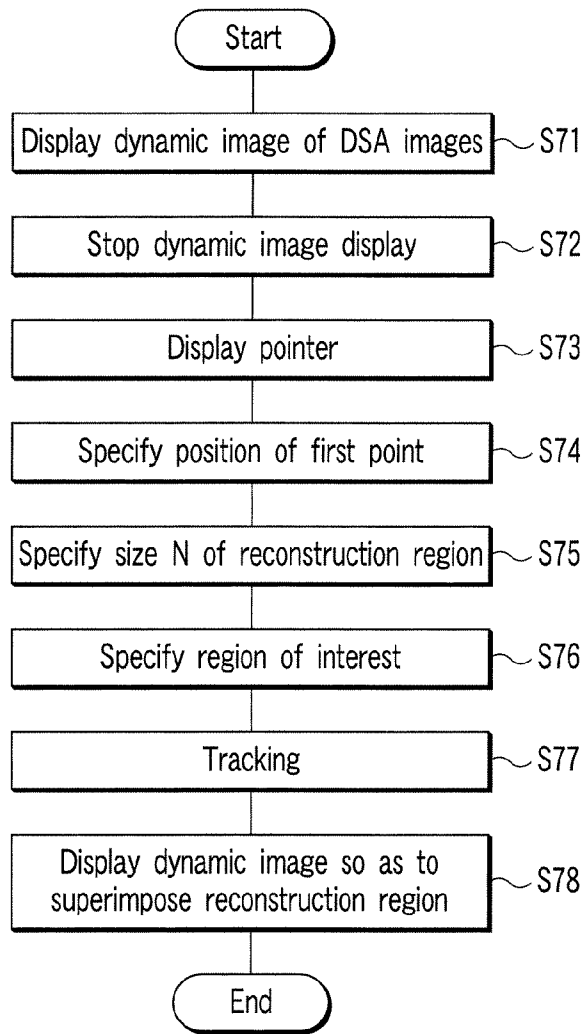 Start
Display dynamic image of DSA images
S71
Stop dynamic image display
S72
Display pointer
S73
Specify position of first point
S74
Specify size N of reconstruction region
S75
Specify region of interest
S76
Tracking
S77
Display dynamic image so as to
superimpose reconstruction region
S78
End